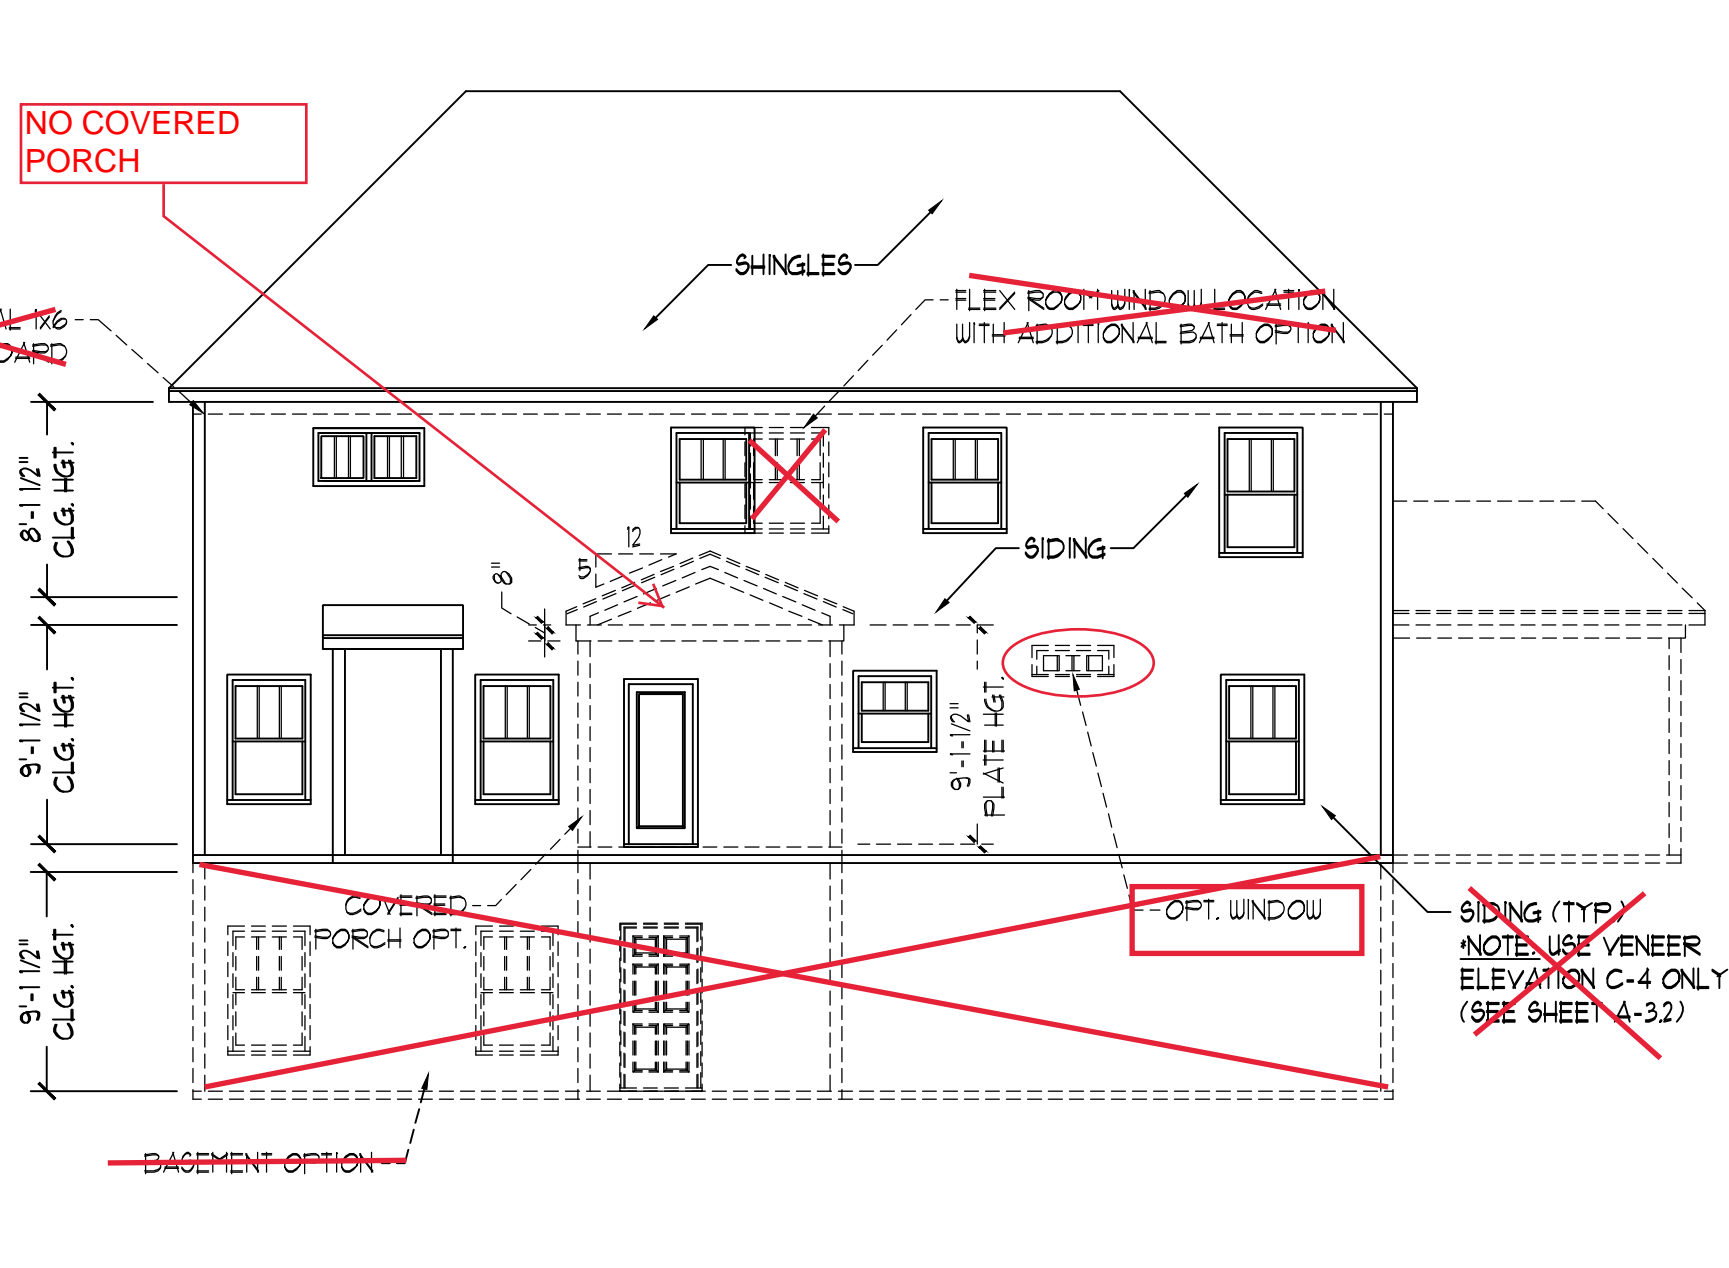 NO COVERED
PORCH
SHINGLES
FLEX ROOM WINDOW LOCATION
WITH ADDITIONAL BATH OPTION
1x6
8'-1 1/2"
CLG. HGT.
12
5
8"
SIDING
9'-1 1/2"
CLG. HGT.
9'-1-1/2"
PLATE HGT.
COVERED
PORCH OPT.
OPT. WINDOW
SIDING (TYP.)
*NOTE: USE VENEER
ELEVATION C-4 ONLY
(SEE SHEET A-3.2)
9'-1 1/2"
CLG. HGT.
BASEMENT OPTION